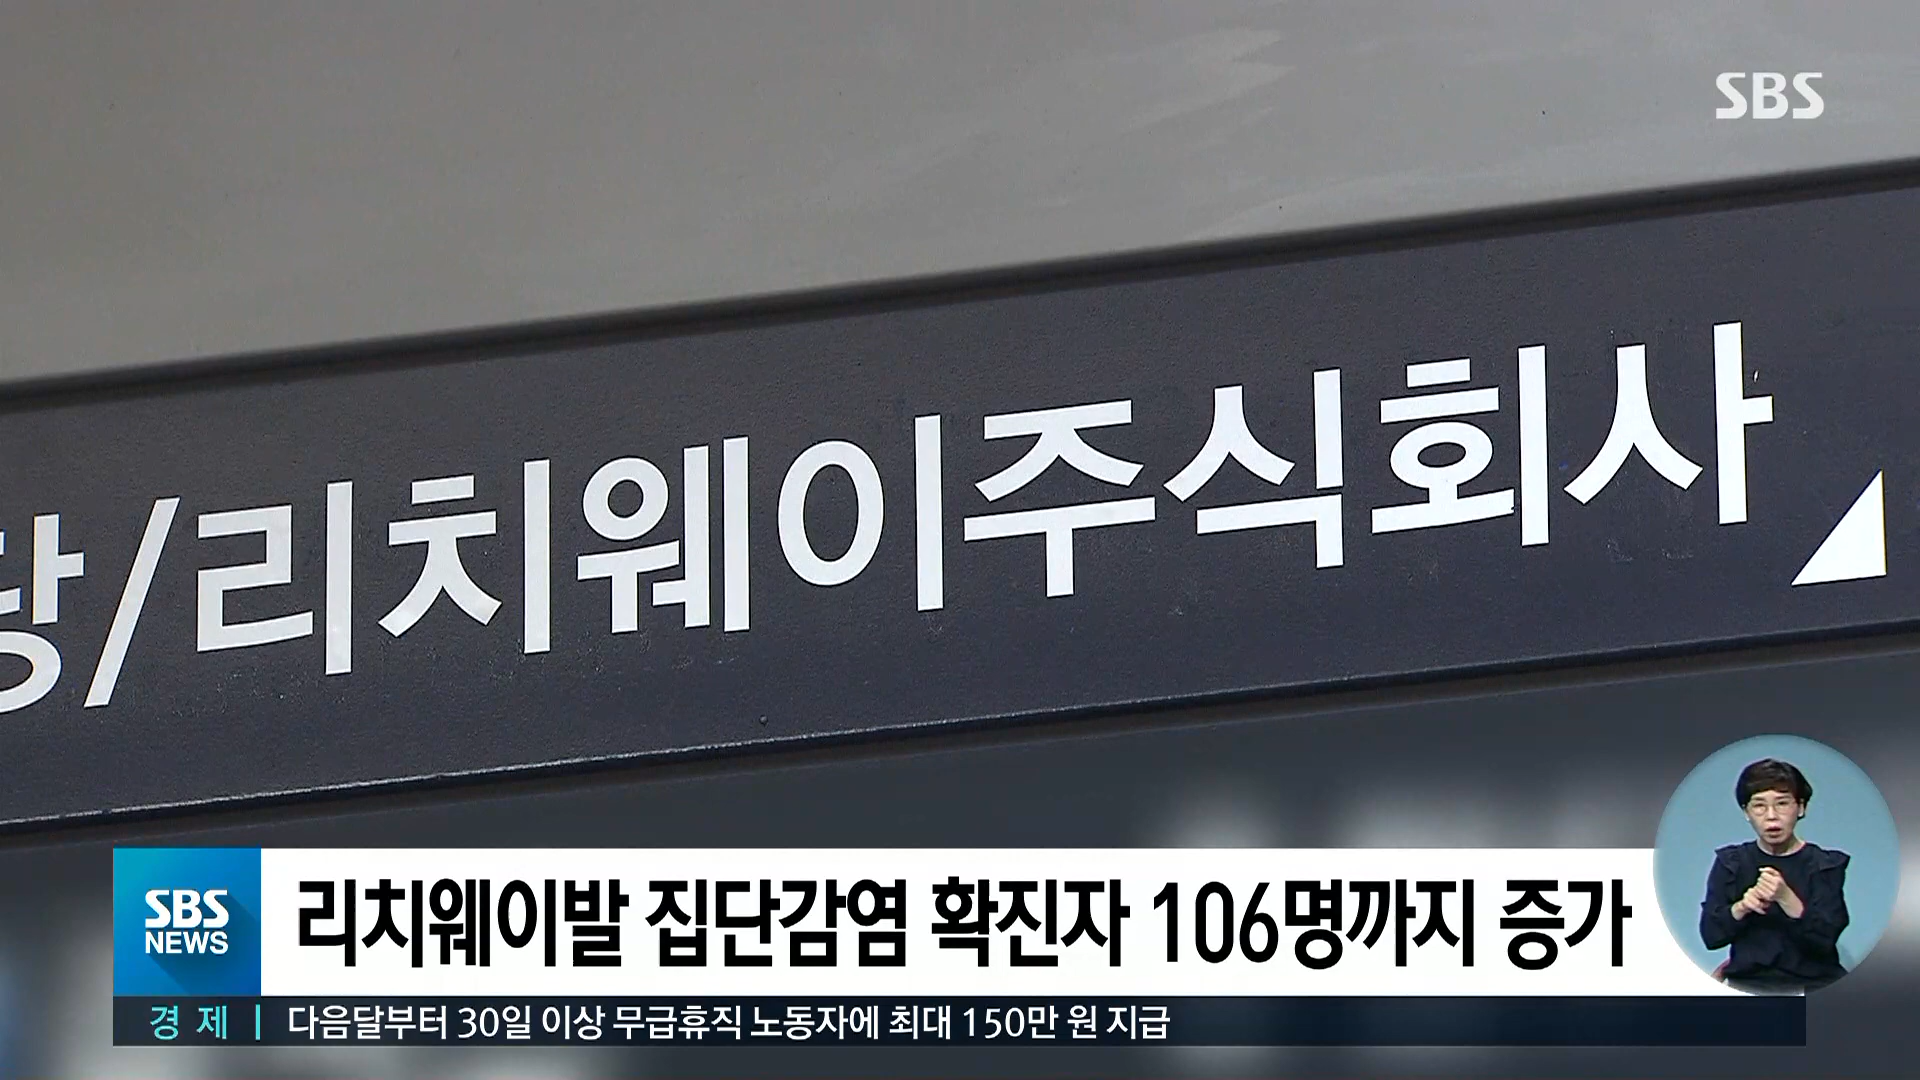 SBS
/리치웨이주식회사
SBS
NEWS
리치웨이발 집단감염 확진자 106명까지 증가
경제 | 다음달부터 30일 이상 무급휴직 노동자에 최대 150만 원 지급